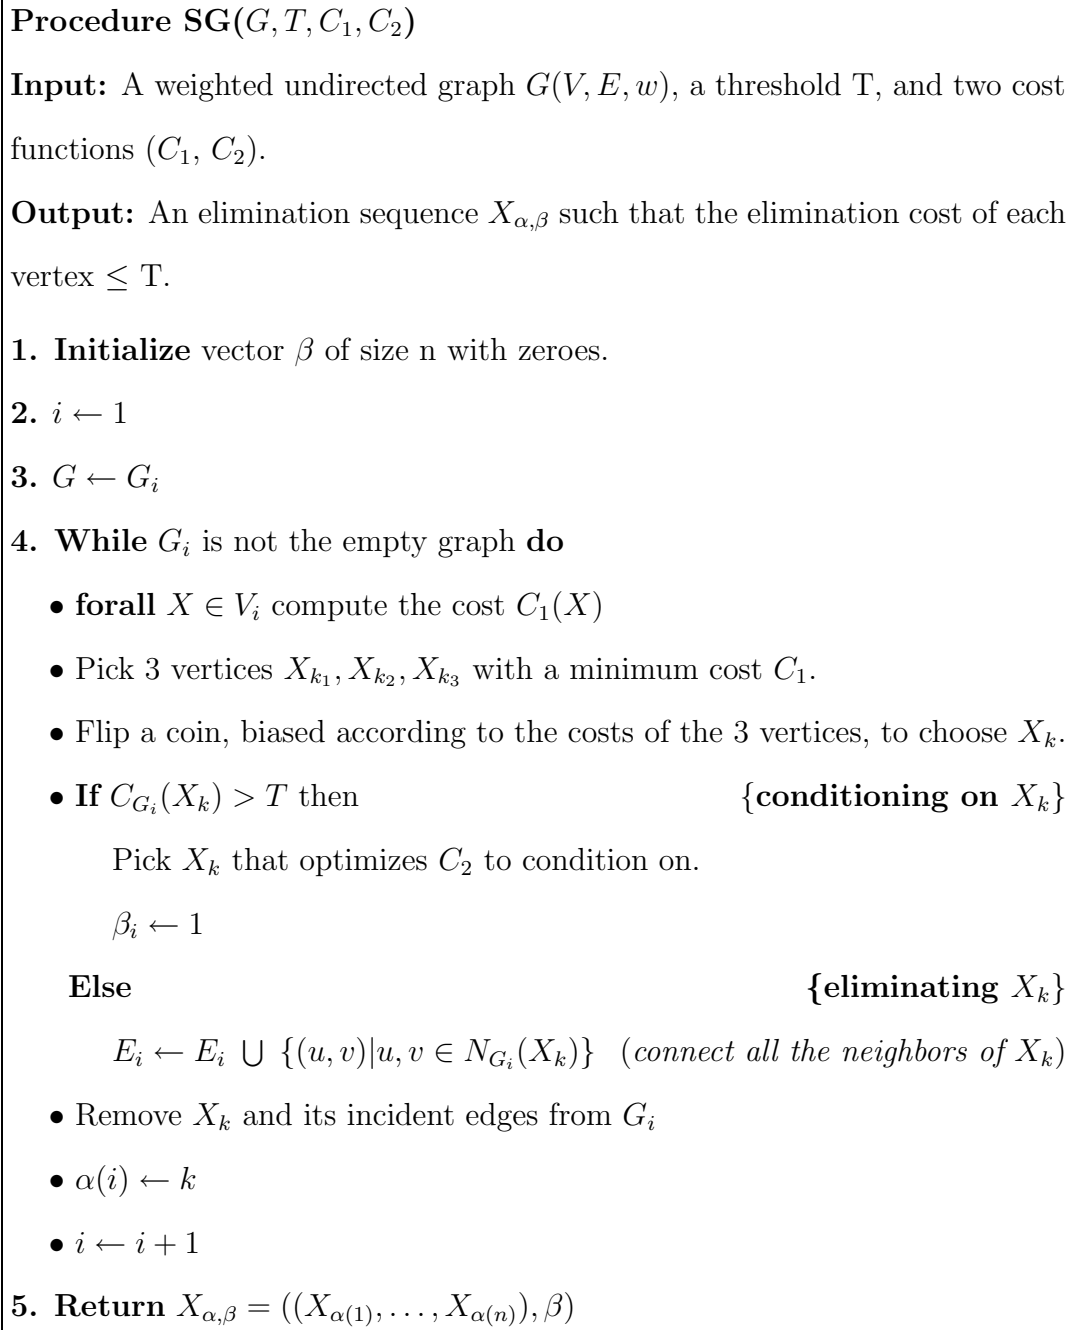 Procedure SG(G, T, C₁, C₂)
Input: A weighted undirected graph G(V, E, w), a threshold T, and two cost
functions (C₁, C₂).
Output: An elimination sequence X_{α,β} such that the elimination cost of each
vertex ≤ T.
1. Initialize vector β of size n with zeroes.
2. i ← 1
3. G ← G_i
4. While G_i is not the empty graph do
• forall X ∈ V_i compute the cost C₁(X)
• Pick 3 vertices X_{k₁}, X_{k₂}, X_{k₃} with a minimum cost C₁.
• Flip a coin, biased according to the costs of the 3 vertices, to choose X_k.
• If C_{G_i}(X_k) > T then {conditioning on X_k}
Pick X_k that optimizes C₂ to condition on.
β_i ← 1
Else {eliminating X_k}
E_i ← E_i ∪ {(u, v)|u, v ∈ N_{G_i}(X_k)} (connect all the neighbors of X_k)
• Remove X_k and its incident edges from G_i
• α(i) ← k
• i ← i + 1
5. Return X_{α,β} = ((X_{α(1)}, . . . , X_{α(n)}), β)